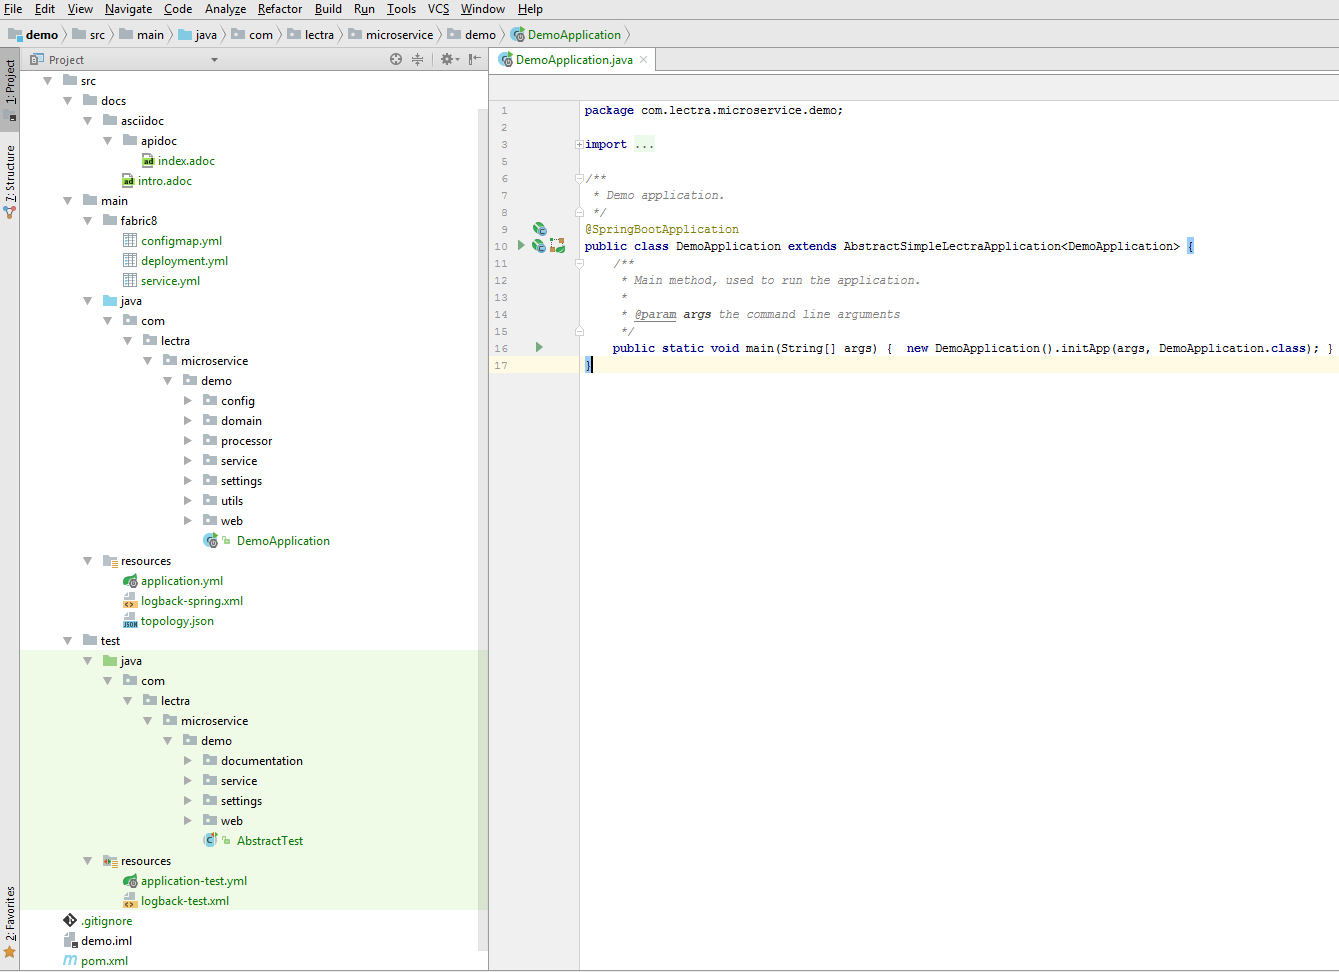 File Edit View Navigate Code Analyze Refactor Build Run Tools VCS Window Help
demo src main java com lectra microservice demo DemoApplication
1: Project
7: Structure
2: Favorites
Project
src
docs
asciidoc
apidoc
ad index.adoc
ad intro.adoc
main
fabric8
configmap.yml
deployment.yml
service.yml
java
com
lectra
microservice
demo
config
domain
processor
service
settings
utils
web
DemoApplication
resources
application.yml
logback-spring.xml
JSON topology.json
test
java
com
lectra
microservice
demo
documentation
service
settings
web
C AbstractTest
resources
application-test.yml
logback-test.xml
.gitignore
demo.iml
m pom.xml
DemoApplication.java
1 package com.lectra.microservice.demo;
2
3 import ...
5
6 /**
7 * Demo application.
8 */
9 @SpringBootApplication
10 public class DemoApplication extends AbstractSimpleLectraApplication<DemoApplication> {
11 /**
12 * Main method, used to run the application.
13 *
14 * @param args the command line arguments
15 */
16 public static void main(String[] args) { new DemoApplication().initApp(args, DemoApplication.class); }
17 }